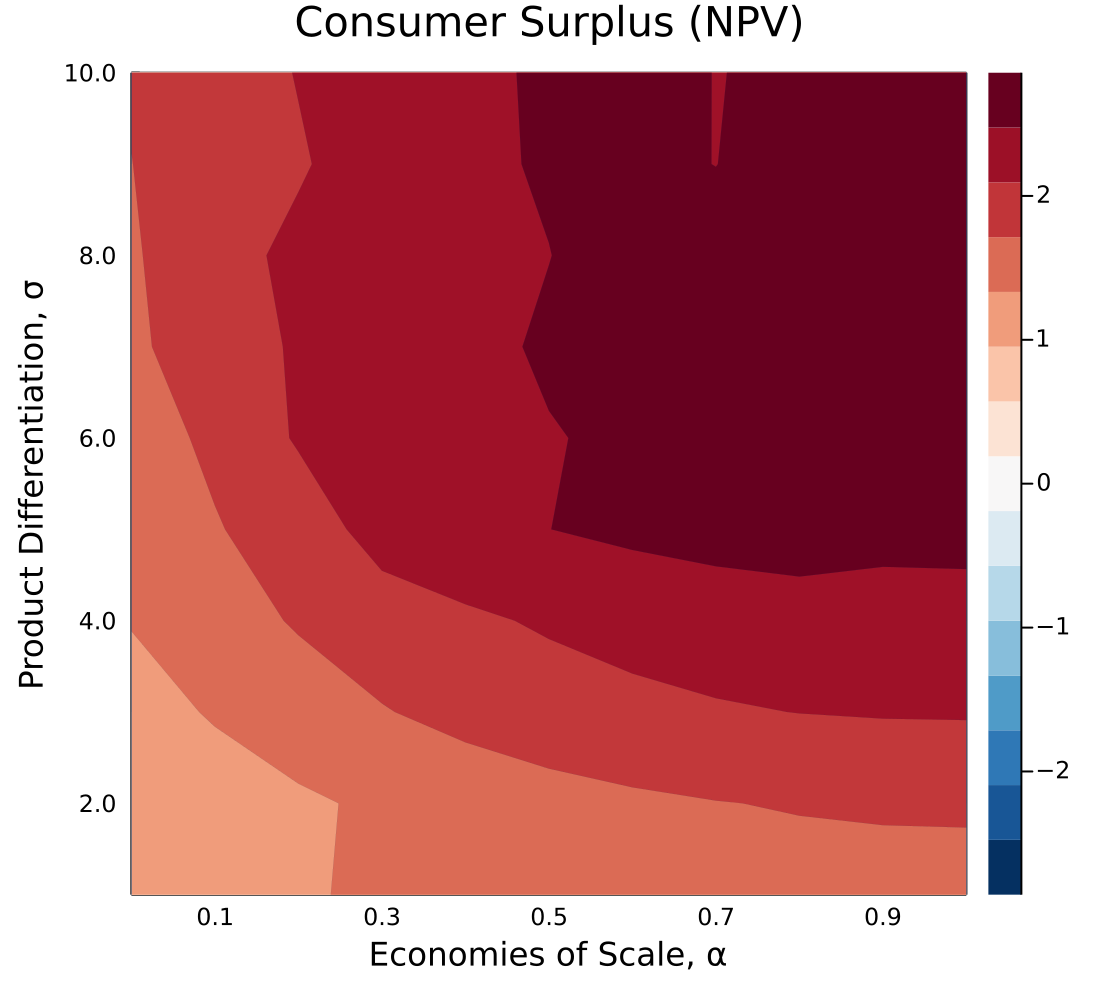 Consumer Surplus (NPV)
10.0
8.0
6.0
4.0
2.0
Product Differentiation, σ
0.1 0.3 0.5 0.7 0.9
Economies of Scale, α
2
1
0
−1
−2